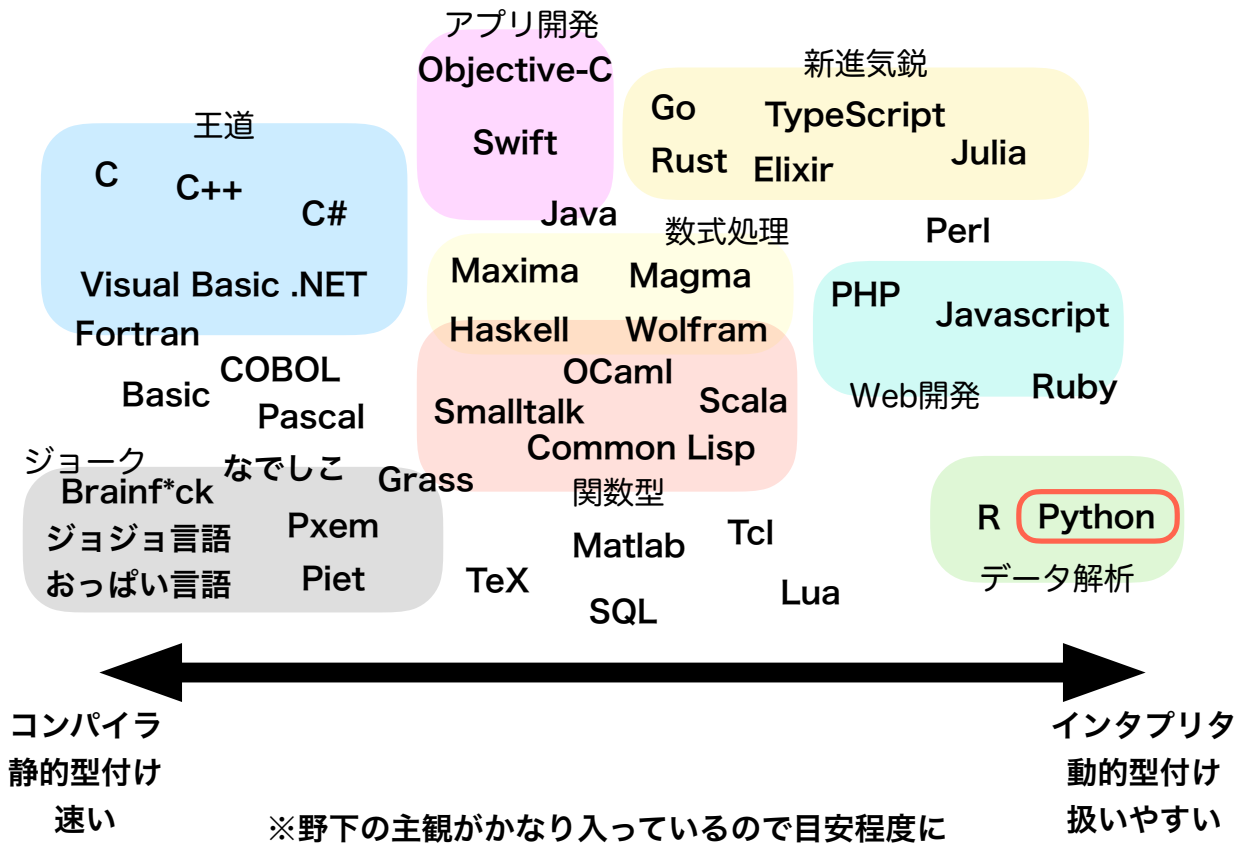 アプリ開発
Objective-C
Swift
Java
新進気鋭
Go
TypeScript
Rust
Elixir
Julia
王道
C
C++
C#
Visual Basic .NET
Fortran
数式処理
Maxima
Magma
Haskell
Wolfram
Perl
PHP
Javascript
Web開発
Ruby
COBOL
Basic
Pascal
OCaml
Smalltalk
Scala
Common Lisp
関数型
ジョーク
なでしこ
Brainf*ck
Grass
ジョジョ言語
Pxem
おっぱい言語
Piet
Matlab
Tcl
TeX
SQL
Lua
R
Python
データ解析
コンパイラ
静的型付け
速い
インタプリタ
動的型付け
扱いやすい
※野下の主観がかなり入っているので目安程度に